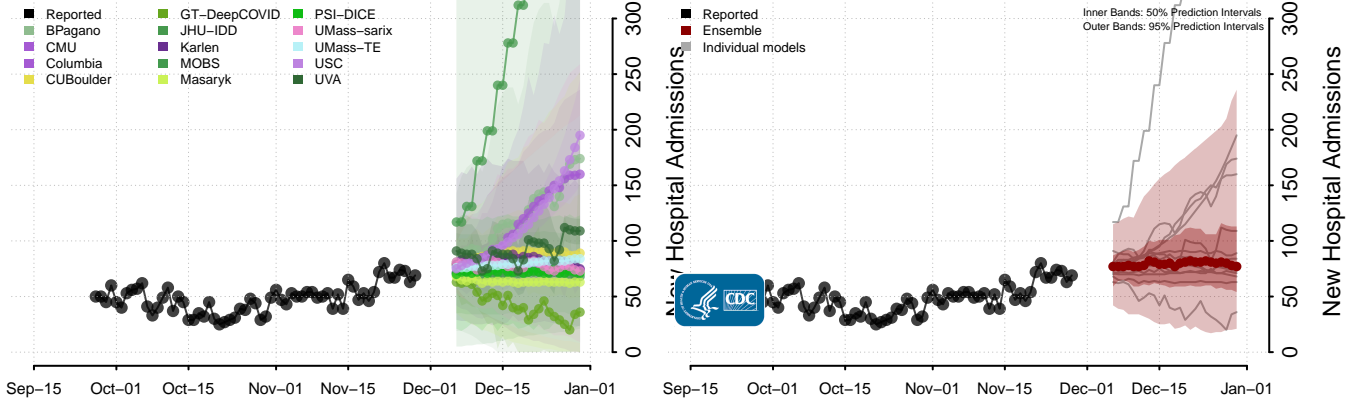 Reported
BPagano
CMU
Columbia
CUBoulder
GT−DeepCOVID
JHU−IDD
Karlen
MOBS
Masaryk
PSI−DICE
UMass−sarix
UMass−TE
USC
UVA
0
50
100
150
200
250
300
New Hospital Admissions
Sep−15
Oct−01
Oct−15
Nov−01
Nov−15
Dec−01
Dec−15
Jan−01
Reported
Ensemble
Individual models
Inner Bands: 50% Prediction Intervals
Outer Bands: 95% Prediction Intervals
CDC
0
50
100
150
200
250
300
New Hospital Admissions
Sep−15
Oct−01
Oct−15
Nov−01
Nov−15
Dec−01
Dec−15
Jan−01